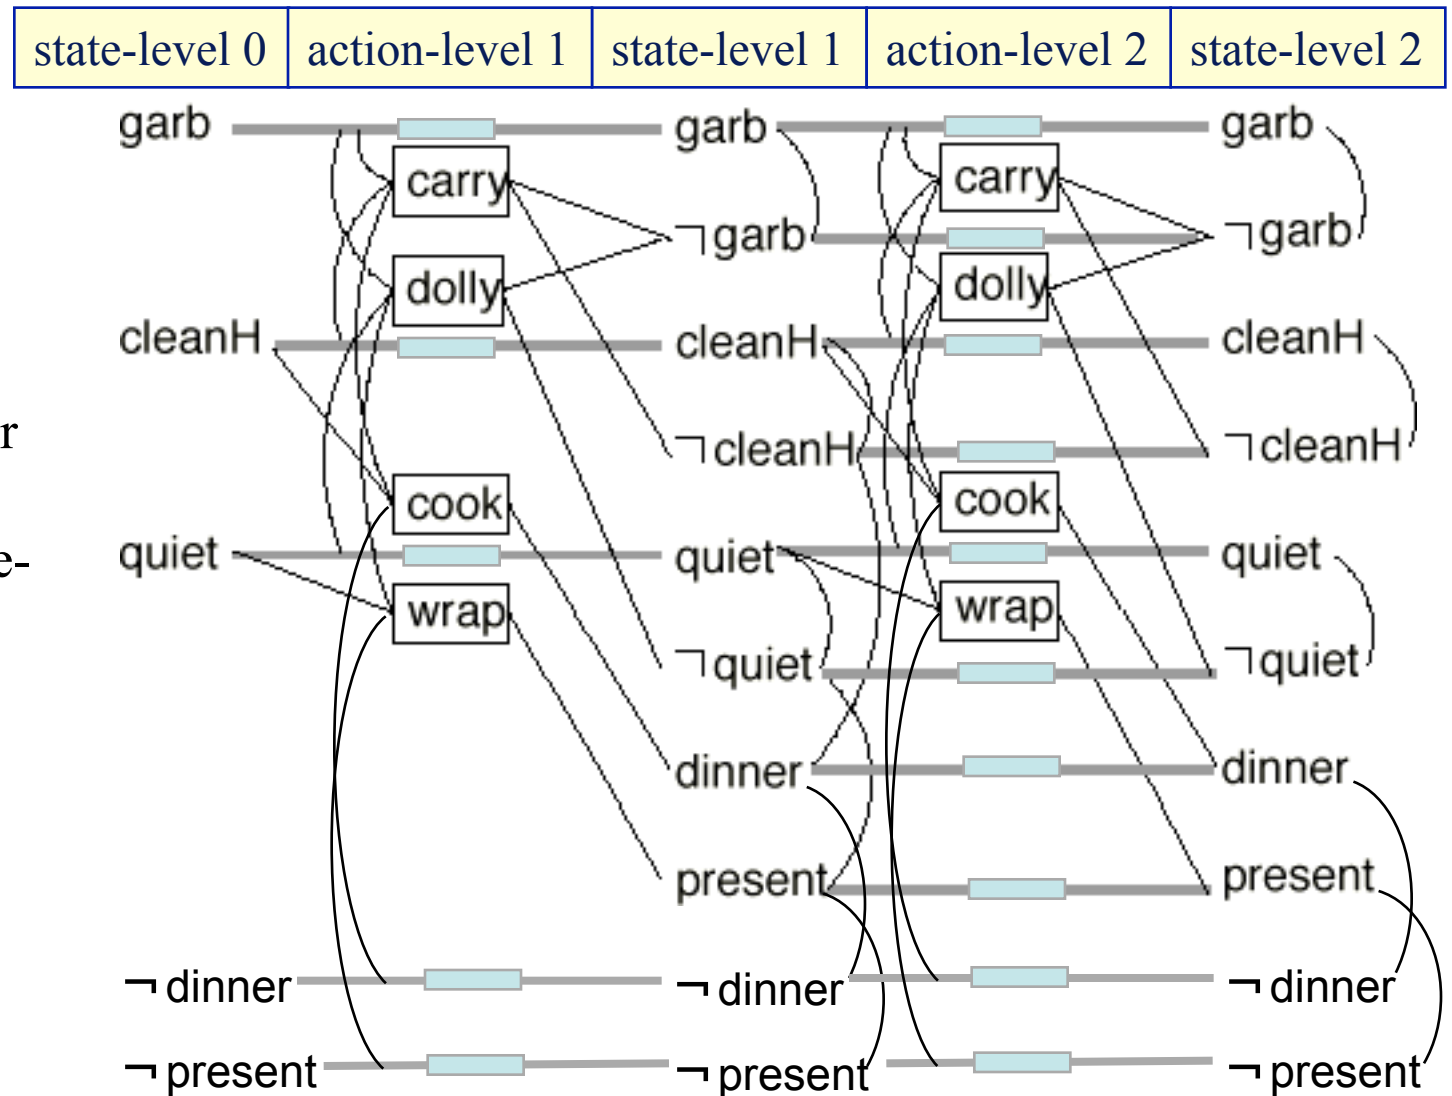 state-level 0 action-level 1 state-level 1 action-level 2 state-level 2
garb garb garb
carry carry
¬garb ¬garb
dolly dolly
cleanH cleanH cleanH
r ¬cleanH ¬cleanH
cook cook
e- quiet quiet quiet
wrap wrap
¬quiet ¬quiet
dinner dinner
present present
¬ dinner ¬ dinner ¬ dinner
¬ present ¬ present ¬ present